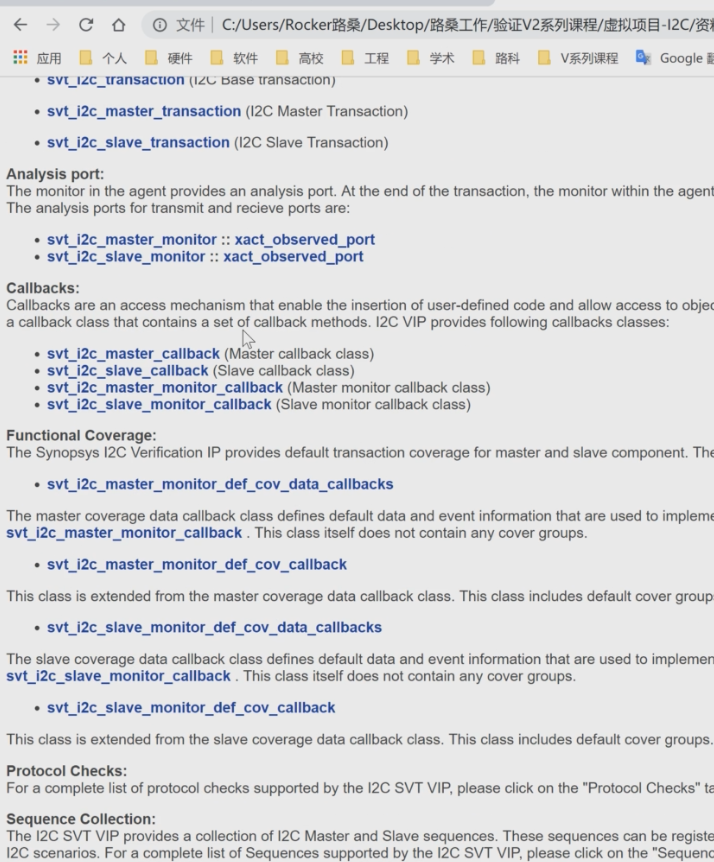 文件 | C:/Users/Rocker路桑/Desktop/路桑工作/验证V2系列课程/虚拟项目-I2C/资
应用 个人 硬件 软件 高校 工程 学术 路科 V系列课程 Google
• svt_i2c_transaction (I2C Base transaction)
• svt_i2c_master_transaction (I2C Master Transaction)
• svt_i2c_slave_transaction (I2C Slave Transaction)
Analysis port:
The monitor in the agent provides an analysis port. At the end of the transaction, the monitor within the agent
The analysis ports for transmit and recieve ports are:
• svt_i2c_master_monitor :: xact_observed_port
• svt_i2c_slave_monitor :: xact_observed_port
Callbacks:
Callbacks are an access mechanism that enable the insertion of user-defined code and allow access to objec
a callback class that contains a set of callback methods. I2C VIP provides following callbacks classes:
• svt_i2c_master_callback (Master callback class)
• svt_i2c_slave_callback (Slave callback class)
• svt_i2c_master_monitor_callback (Master monitor callback class)
• svt_i2c_slave_monitor_callback (Slave monitor callback class)
Functional Coverage:
The Synopsys I2C Verification IP provides default transaction coverage for master and slave component. The
• svt_i2c_master_monitor_def_cov_data_callbacks
The master coverage data callback class defines default data and event information that are used to impleme
svt_i2c_master_monitor_callback . This class itself does not contain any cover groups.
• svt_i2c_master_monitor_def_cov_callback
This class is extended from the master coverage data callback class. This class includes default cover group
• svt_i2c_slave_monitor_def_cov_data_callbacks
The slave coverage data callback class defines default data and event information that are used to implemen
svt_i2c_slave_monitor_callback . This class itself does not contain any cover groups.
• svt_i2c_slave_monitor_def_cov_callback
This class is extended from the slave coverage data callback class. This class includes default cover groups.
Protocol Checks:
For a complete list of protocol checks supported by the I2C SVT VIP, please click on the "Protocol Checks" ta
Sequence Collection:
The I2C SVT VIP provides a collection of I2C Master and Slave sequences. These sequences can be registe
I2C scenarios. For a complete list of Sequences supported by the I2C SVT VIP, please click on the "Sequenc